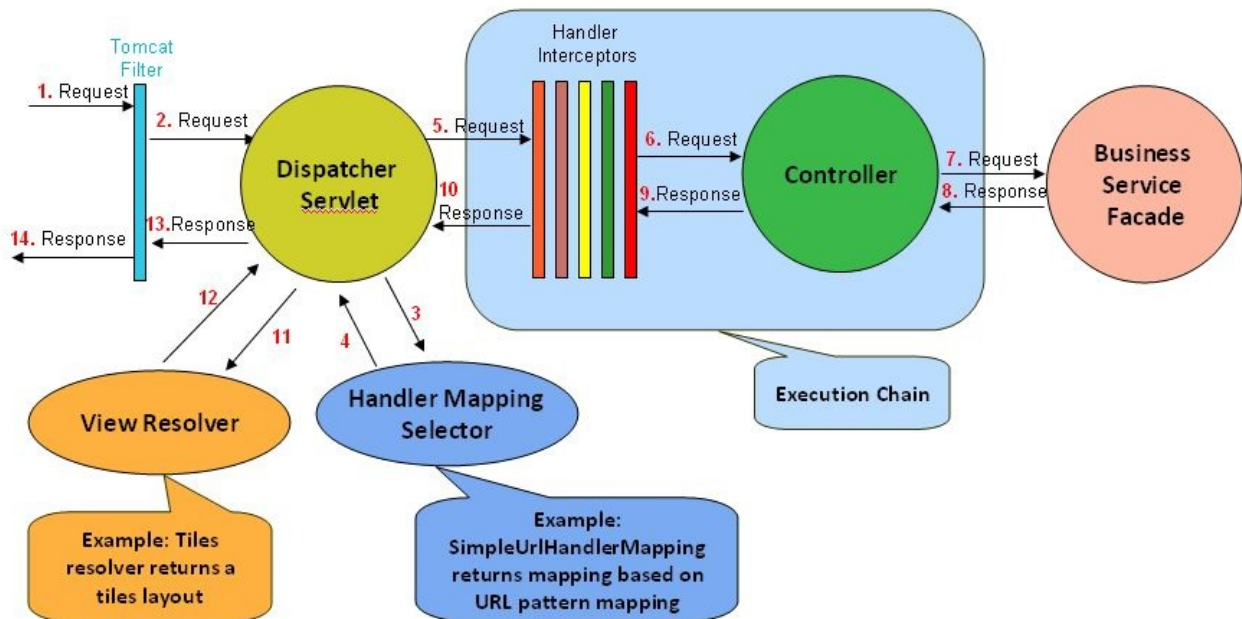 Tomcat
Filter
Handler
Interceptors
1. Request
2. Request
5. Request
6. Request
7. Request
Dispatcher
Servlet
Controller
Business
Service
Facade
10
Response
9.Response
8. Response
13.Response
14. Response
12
11
3
4
View Resolver
Handler Mapping
Selector
Execution Chain
Example: Tiles
resolver returns a
tiles layout
Example:
SimpleUrlHandlerMapping
returns mapping based on
URL pattern mapping